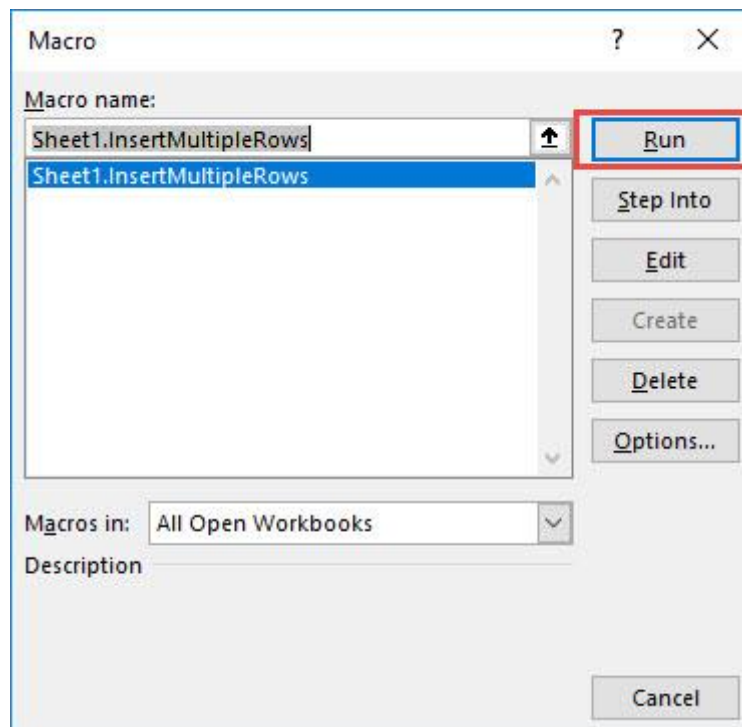 Macro ?
Macro name:
Sheet1.InsertMultipleRows
Run
Sheet1.InsertMultipleRows
Step Into
Edit
Create
Delete
Options...
Macros in: All Open Workbooks
Description
Cancel